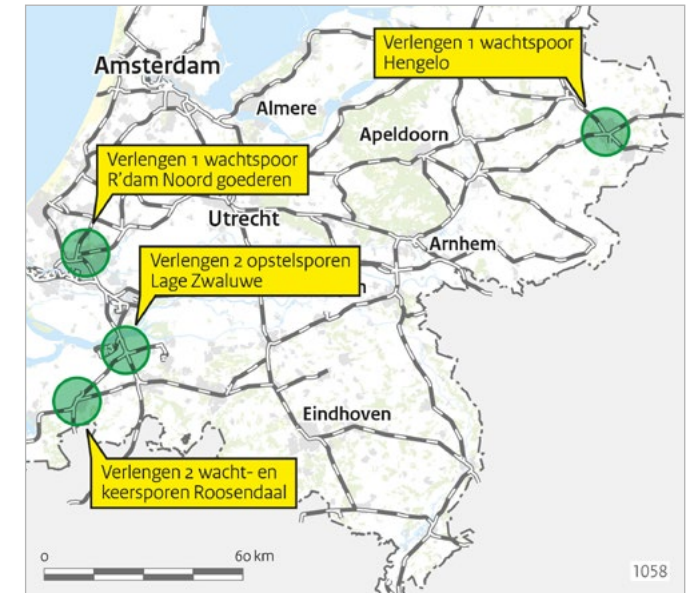 Verlengen 1 wachtspoor
Hengelo
Amsterdam
Almere
Apeldoorn
Verlengen 1 wachtspoor
R'dam Noord goederen
Utrecht
Arnhem
Verlengen 2 opstelsporen
Lage Zwaluwe
Eindhoven
Verlengen 2 wacht- en
keersporen Roosendaal
0
60 km
1058